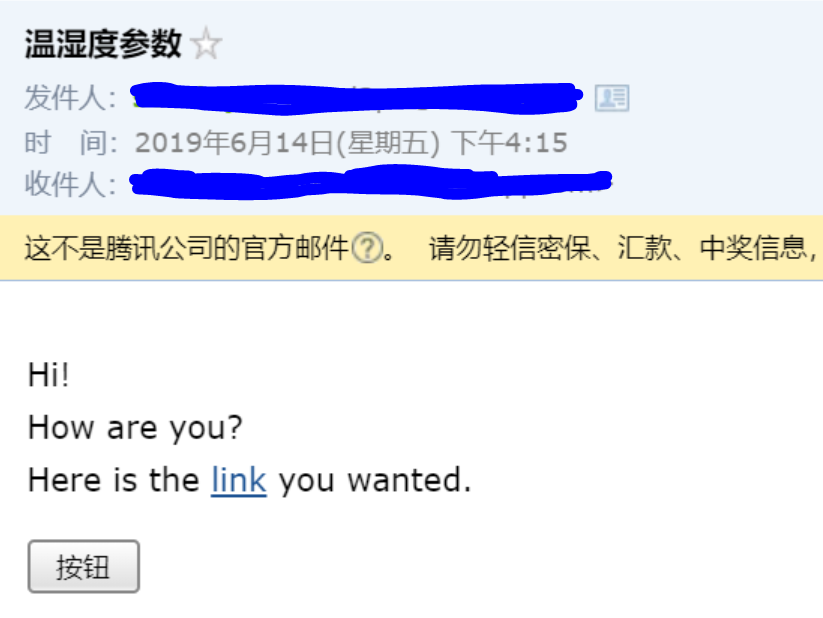 温湿度参数
发件人：
时 间：2019年6月14日(星期五) 下午4:15
收件人：
这不是腾讯公司的官方邮件?。 请勿轻信密保、汇款、中奖信息，
Hi!
How are you?
Here is the link you wanted.
按钮